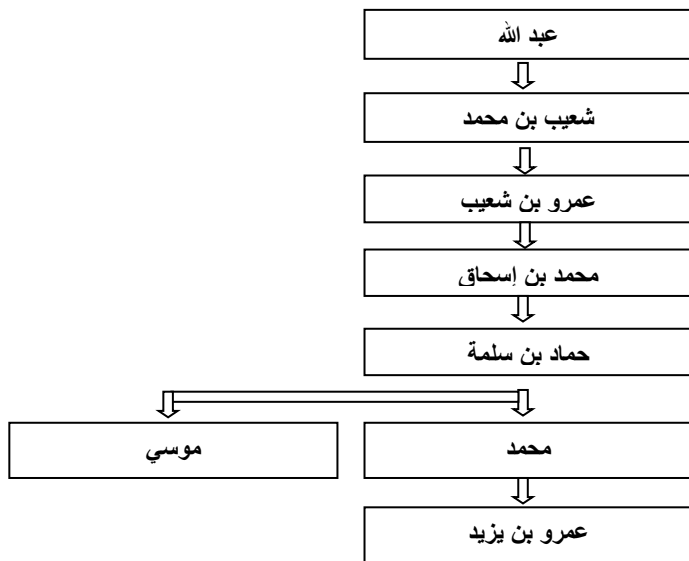 عبد الله
شعيب بن محمد
عمرو بن شعيب
محمد بن إسحاق
حماد بن سلمة
محمد
موسي
عمرو بن يزيد